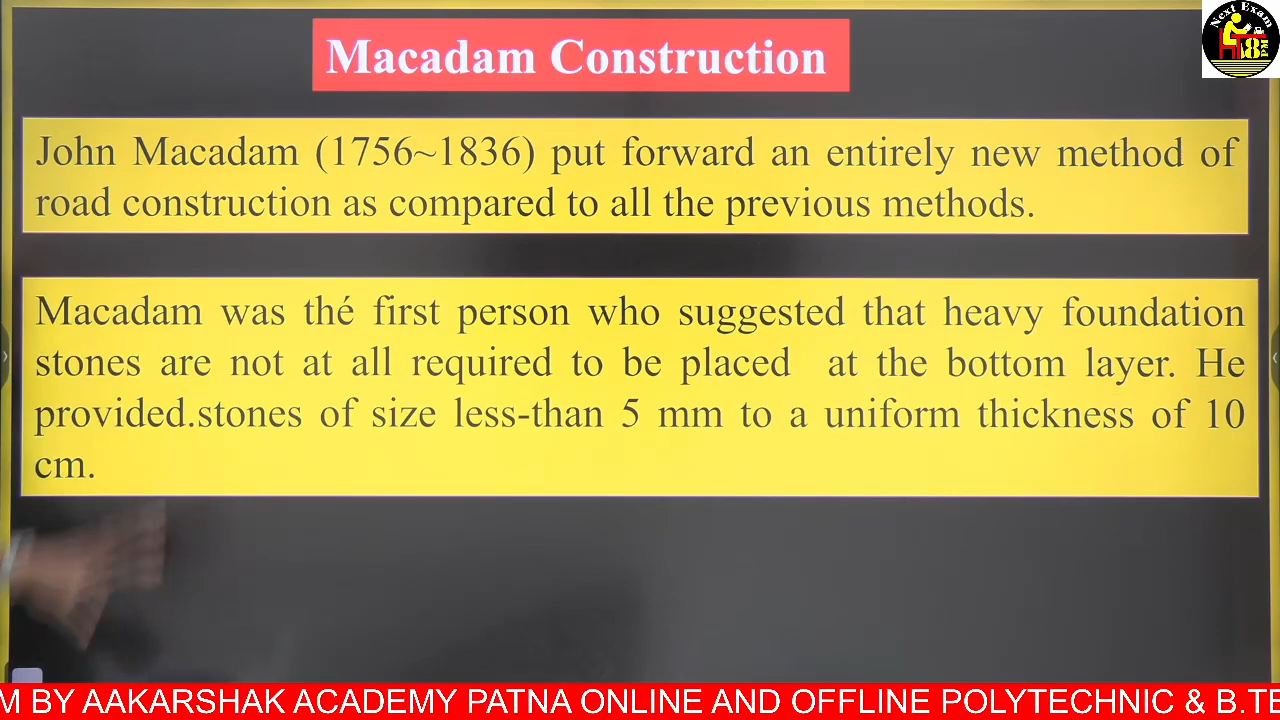 Macadam Construction
John Macadam (1756~1836) put forward an entirely new method of
road construction as compared to all the previous methods.
Macadam was thé first person who suggested that heavy foundation
stones are not at all required to be placed at the bottom layer. He
provided.stones of size less-than 5 mm to a uniform thickness of 10
cm.
Next Exam
M BY AAKARSHAK ACADEMY PATNA ONLINE AND OFFLINE POLYTECHNIC & B.TE